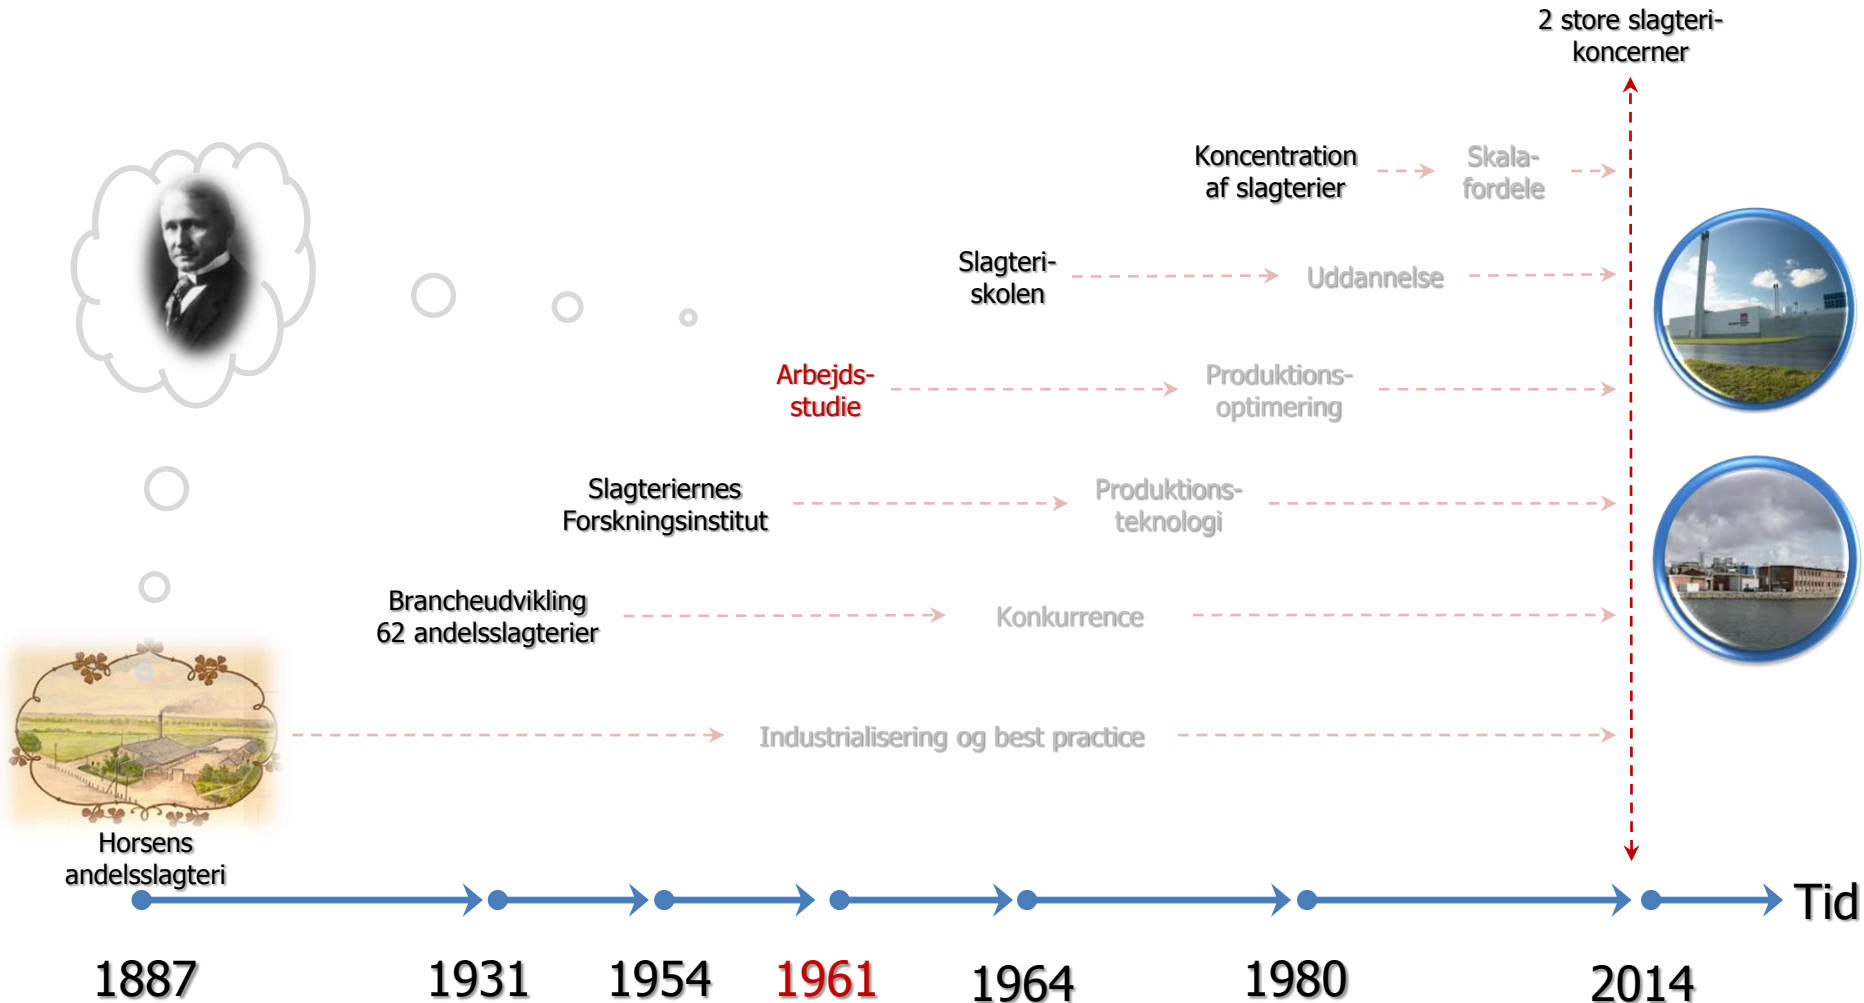 2 store slagteri-
koncerner
Koncentration
af slagterier
Skala-
fordele
Slagteri-
skolen
Uddannelse
Arbejds-
studie
Produktions-
optimering
Slagteriernes
Forskningsinstitut
Produktions-
teknologi
Brancheudvikling
62 andelsslagterier
Konkurrence
Industrialisering og best practice
Horsens
andelsslagteri
Tid
1887
1931
1954
1961
1964
1980
2014